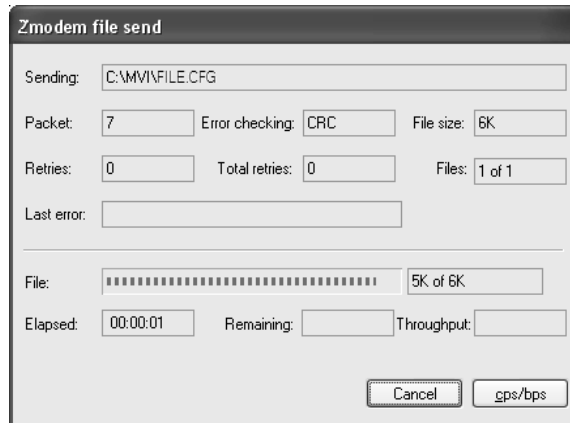 Zmodem file send
Sending: C:\MVI\FILE.CFG
Packet: 7 Error checking: CRC File size: 6K
Retries: 0 Total retries: 0 Files: 1 of 1
Last error:
File: 5K of 6K
Elapsed: 00:00:01 Remaining: Throughput:
Cancel cps/bps